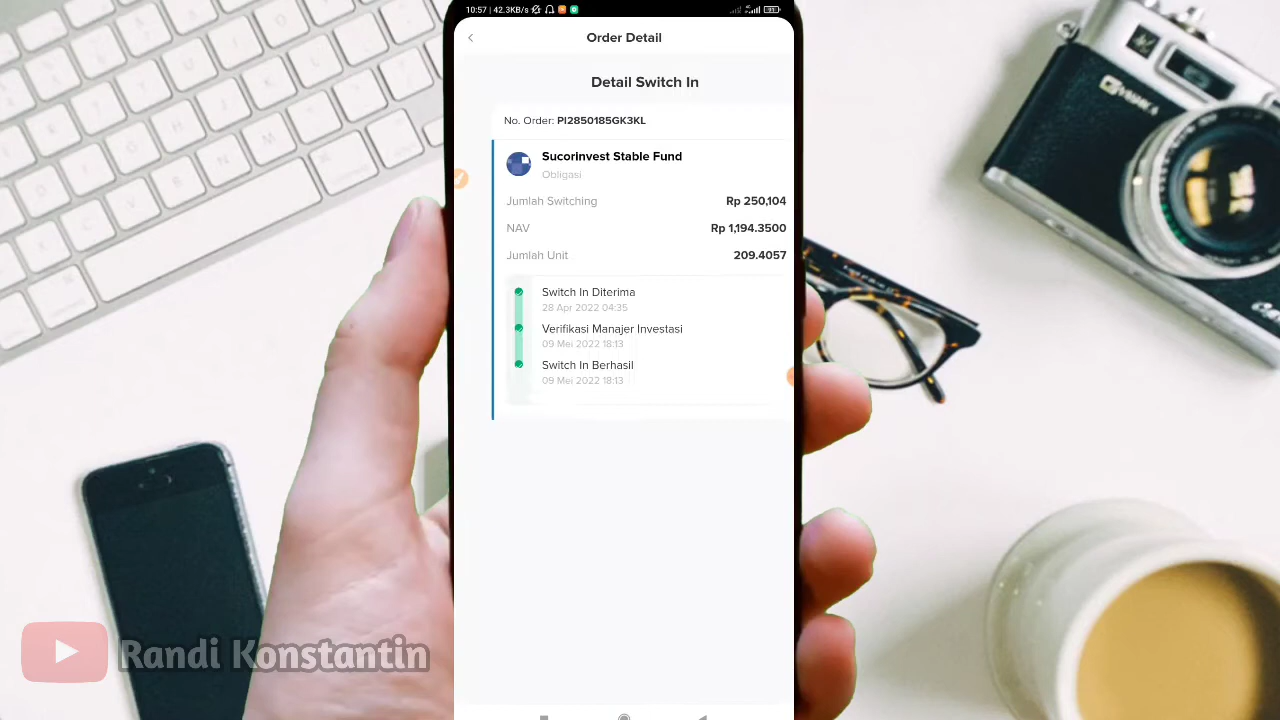 10:57 | 42.3KB/s
Order Detail
Detail Switch In
No. Order: PI2850185GK3KL
Sucorinvest Stable Fund
Obligasi
Jumlah Switching Rp 250,104
NAV Rp 1,194.3500
Jumlah Unit 209.4057
Switch In Diterima
28 Apr 2022 04:35
Verifikasi Manajer Investasi
09 Mei 2022 18:13
Switch In Berhasil
09 Mei 2022 18:13
Randi Konstantin